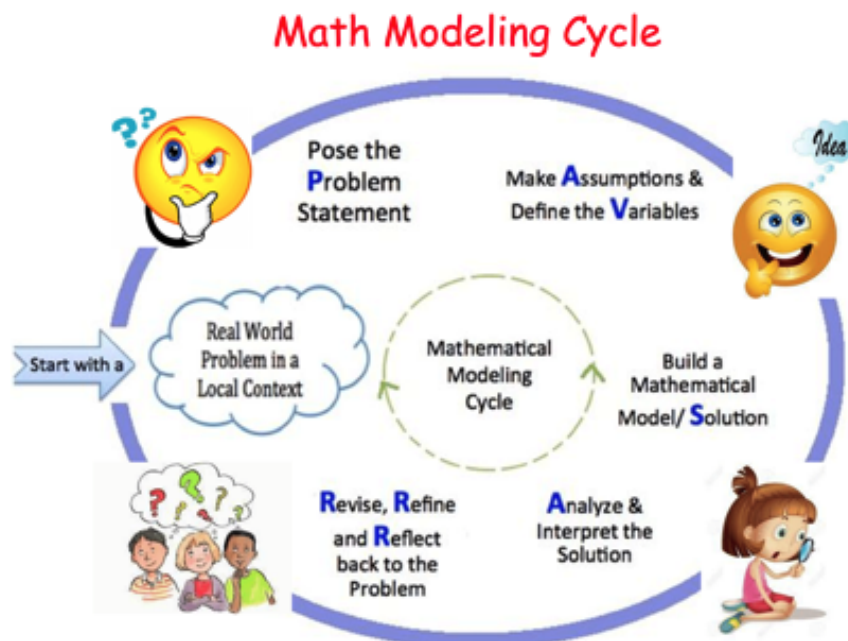 Math Modeling Cycle
??
Pose the
Problem
Statement
Make Assumptions &
Define the Variables
Idea
Start with a
Real World
Problem in a
Local Context
Mathematical
Modeling
Cycle
Build a
Mathematical
Model/ Solution
? ? ? ? ?
Revise, Refine
and Reflect
back to the
Problem
Analyze &
Interpret the
Solution